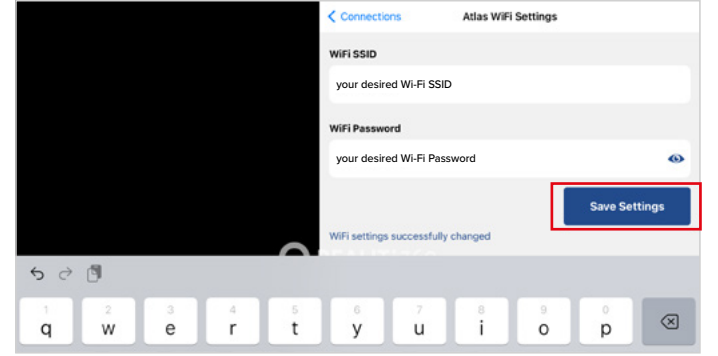 Connections
Atlas WiFi Settings
WiFi SSID
your desired Wi-Fi SSID
WiFi Password
your desired Wi-Fi Password
Save Settings
WiFi settings successfully changed
1 2 3 4 5 6 7 8 9 0
q w e r t y u i o p